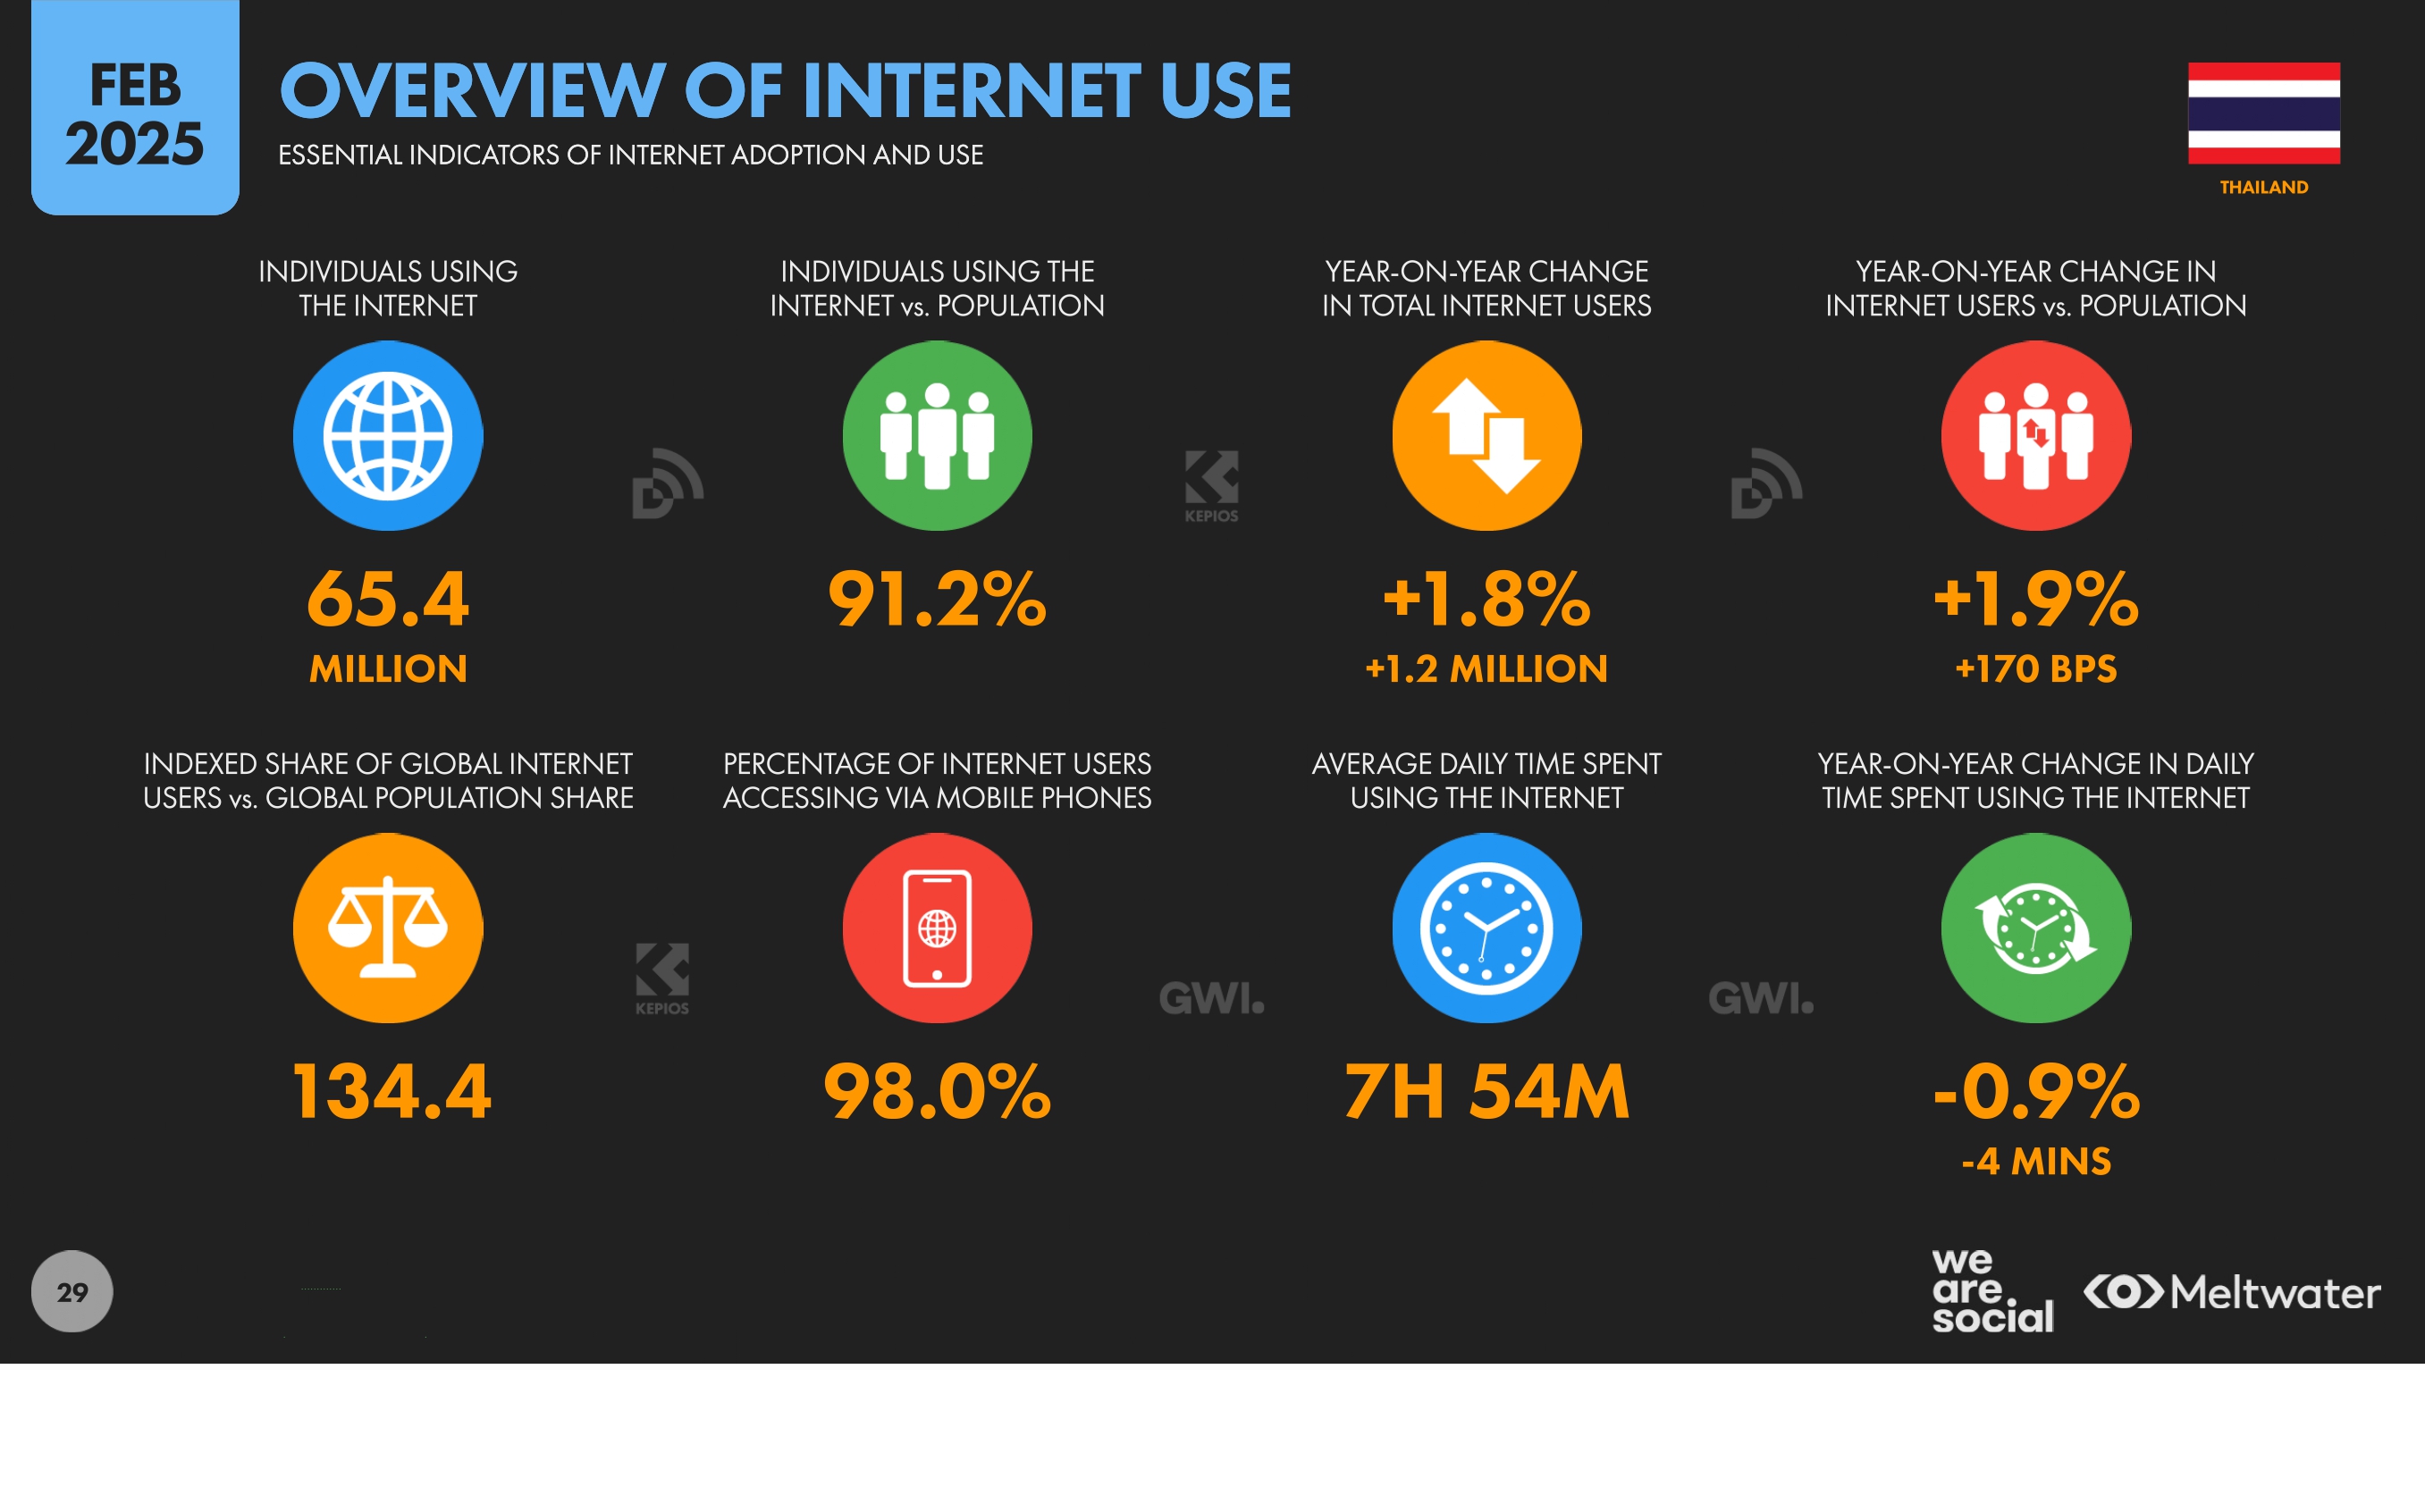 FEB
2025
OVERVIEW OF INTERNET USE
ESSENTIAL INDICATORS OF INTERNET ADOPTION AND USE
THAILAND
INDIVIDUALS USING
THE INTERNET
65.4
MILLION
INDIVIDUALS USING THE
INTERNET vs. POPULATION
91.2%
YEAR-ON-YEAR CHANGE
IN TOTAL INTERNET USERS
+1.8%
+1.2 MILLION
YEAR-ON-YEAR CHANGE IN
INTERNET USERS vs. POPULATION
+1.9%
+170 BPS
KEPIOS
INDEXED SHARE OF GLOBAL INTERNET
USERS vs. GLOBAL POPULATION SHARE
134.4
KEPIOS
PERCENTAGE OF INTERNET USERS
ACCESSING VIA MOBILE PHONES
98.0%
GWI.
AVERAGE DAILY TIME SPENT
USING THE INTERNET
7H 54M
GWI.
YEAR-ON-YEAR CHANGE IN DAILY
TIME SPENT USING THE INTERNET
-0.9%
-4 MINS
29
we
are
social
Meltwater